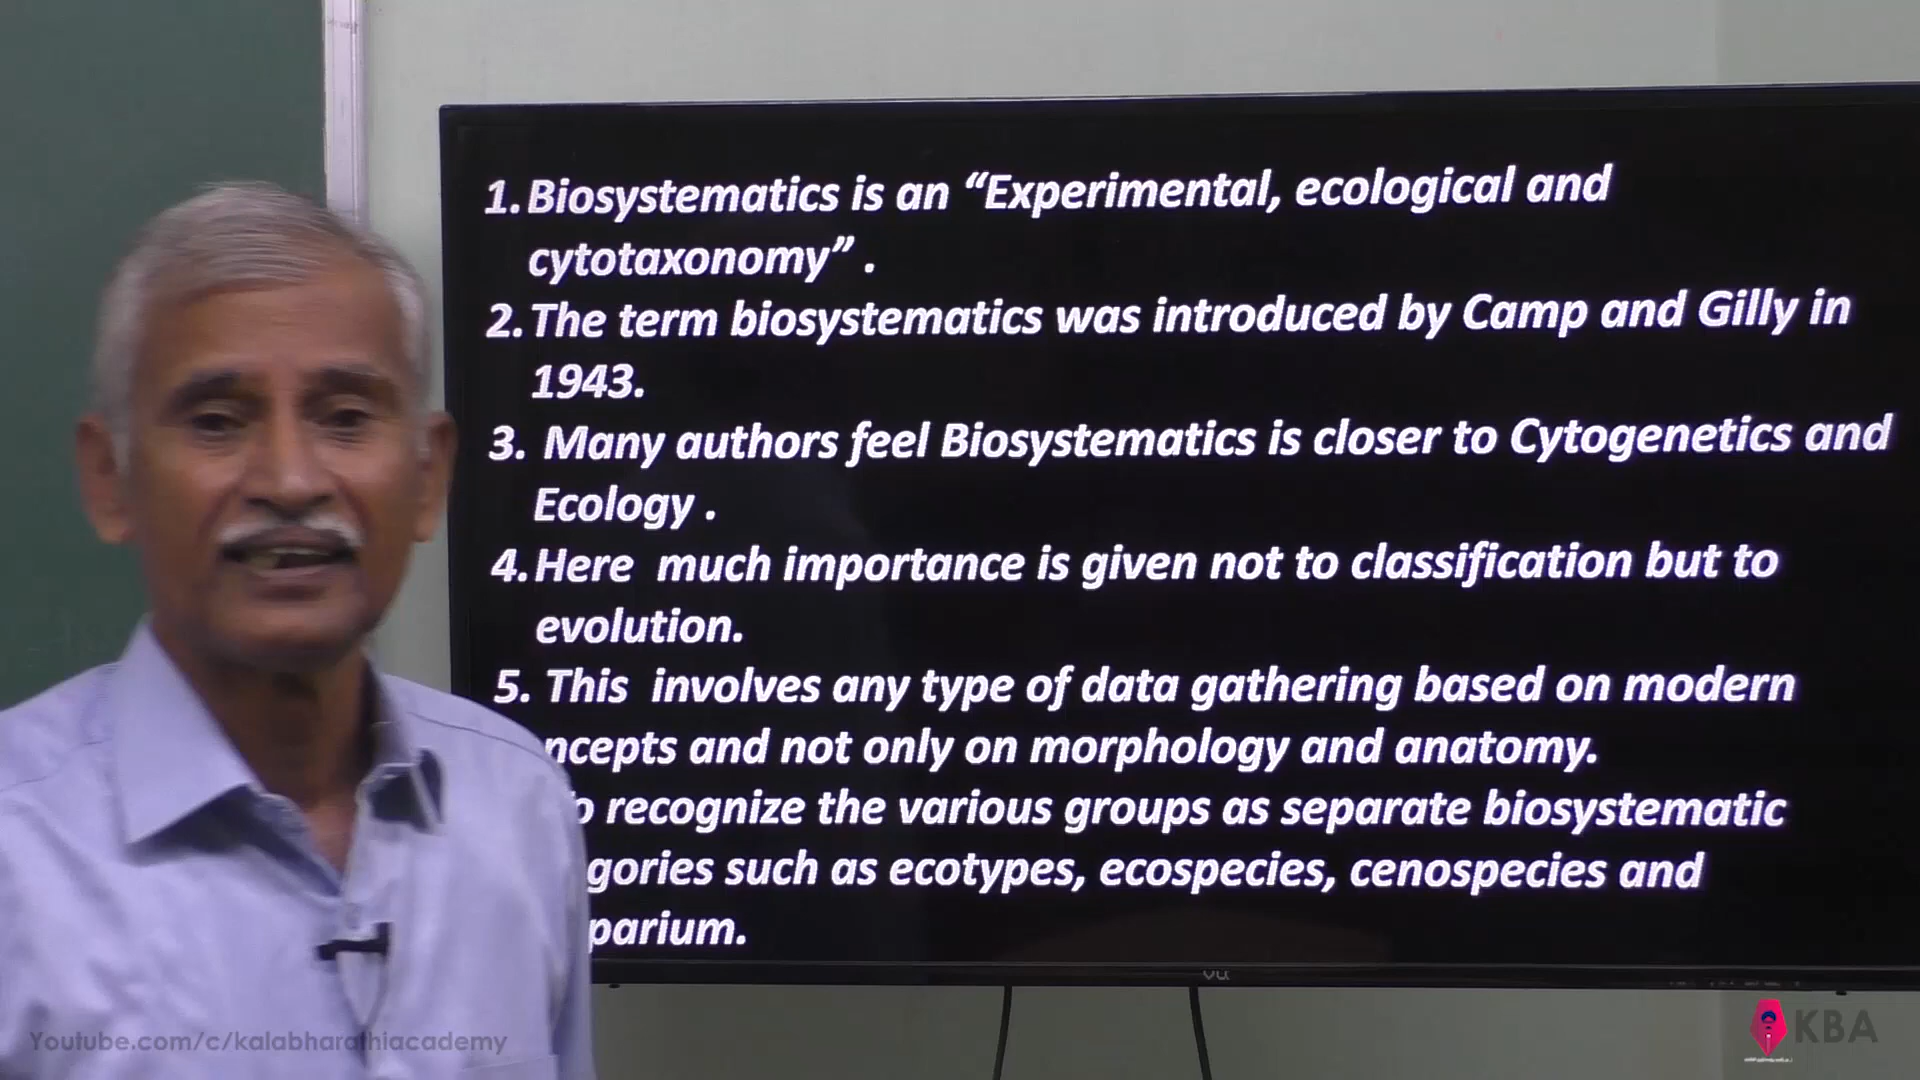 1. Biosystematics is an “Experimental, ecological and
cytotaxonomy” .
2. The term biosystematics was introduced by Camp and Gilly in
1943.
3. Many authors feel Biosystematics is closer to Cytogenetics and
Ecology .
4. Here much importance is given not to classification but to
evolution.
5. This involves any type of data gathering based on modern
ncepts and not only on morphology and anatomy.
o recognize the various groups as separate biosystematic
gories such as ecotypes, ecospecies, cenospecies and
parium.
Vu
Youtube.com/c/kalabharathiacademy
KBA